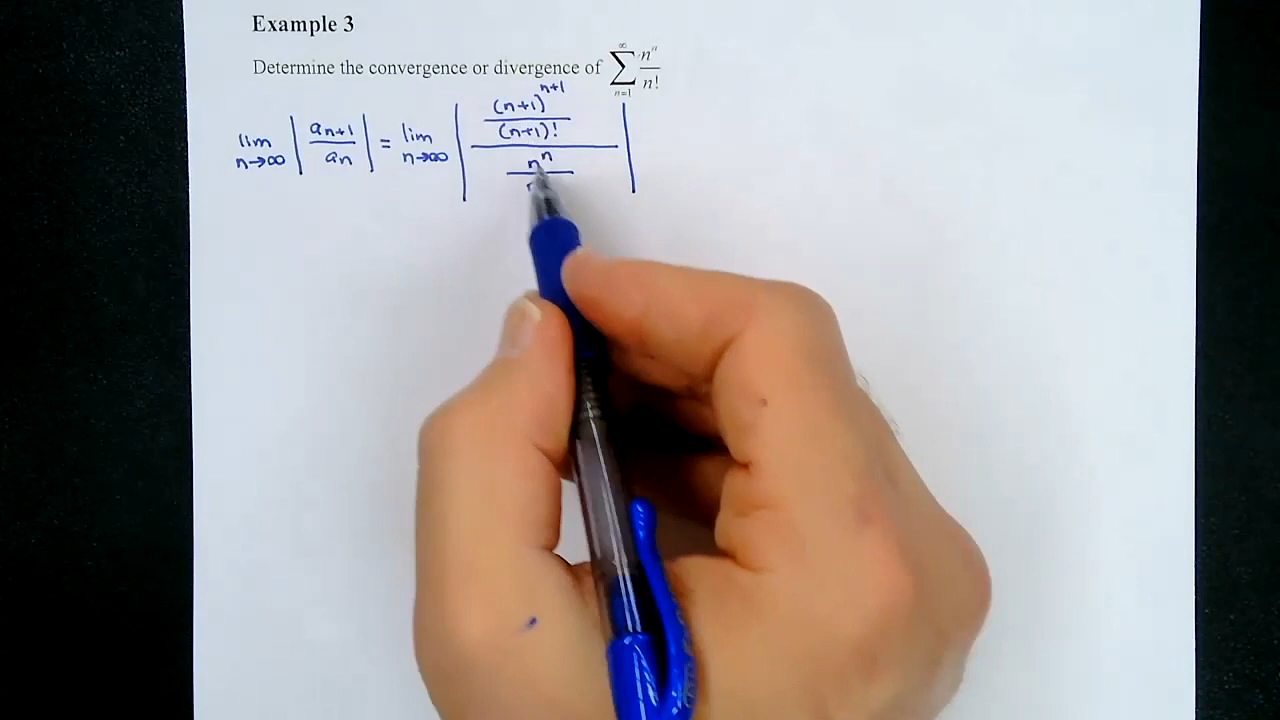 Example 3
Determine the convergence or divergence of ∑_{n=1}^{∞} n^n / n!
lim_{n→∞} | a_{n+1} / a_n | = lim_{n→∞} | ((n+1)^{n+1} / (n+1)!) / (n^n / ) |